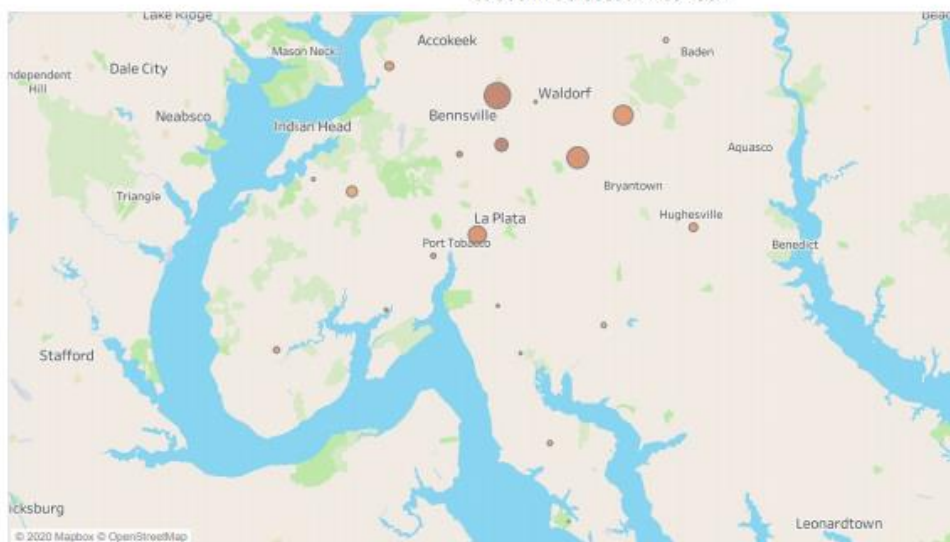 Lake Ridge
Accokeek
Mason Neck
Baden
Independent
Hill
Dale City
Waldorf
Neabsco
Bennsville
Indian Head
Aquasco
Triangle
Bryantown
La Plata
Hughesville
Port Tobacco
Benedict
Stafford
icksburg
Leonardtown
© 2020 Mapbox © OpenStreetMap